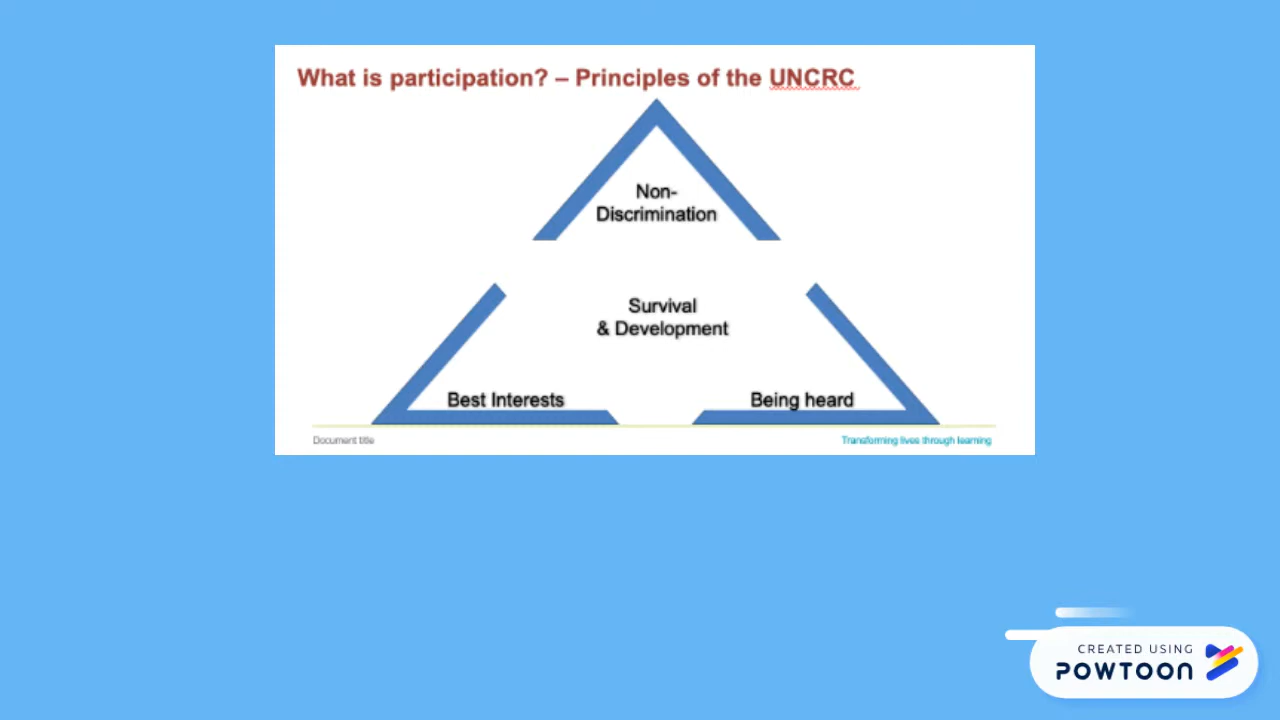 What is participation? – Principles of the UNCRC
Non-
Discrimination
Survival
& Development
Best Interests
Being heard
Document title
Transforming lives through learning
CREATED USING
POWTOON